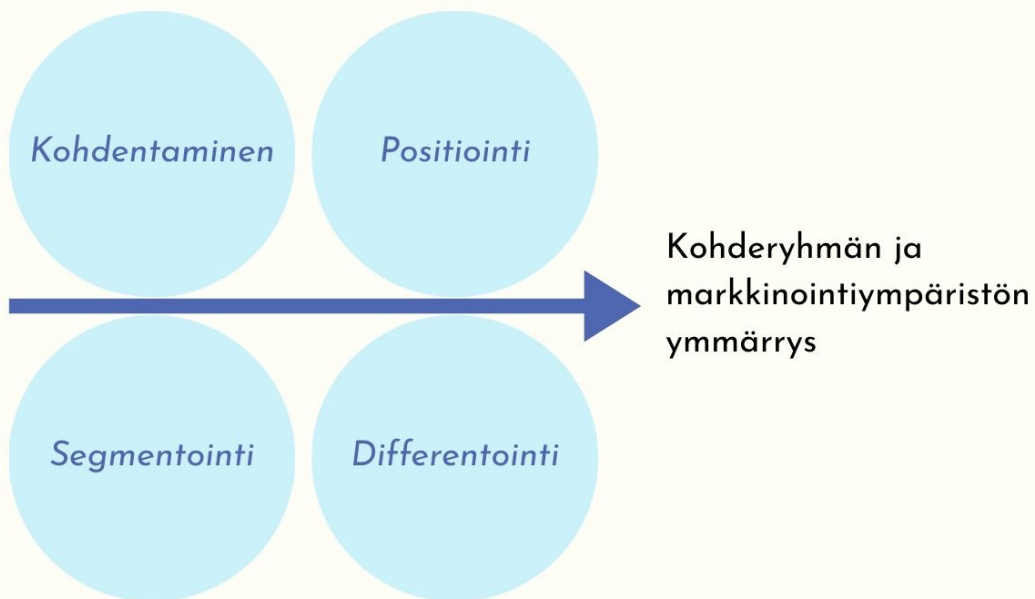 Kohdentaminen
Positiointi
Kohderyhmän ja
markkinointiympäristön
ymmärrys
Segmentointi
Differentointi